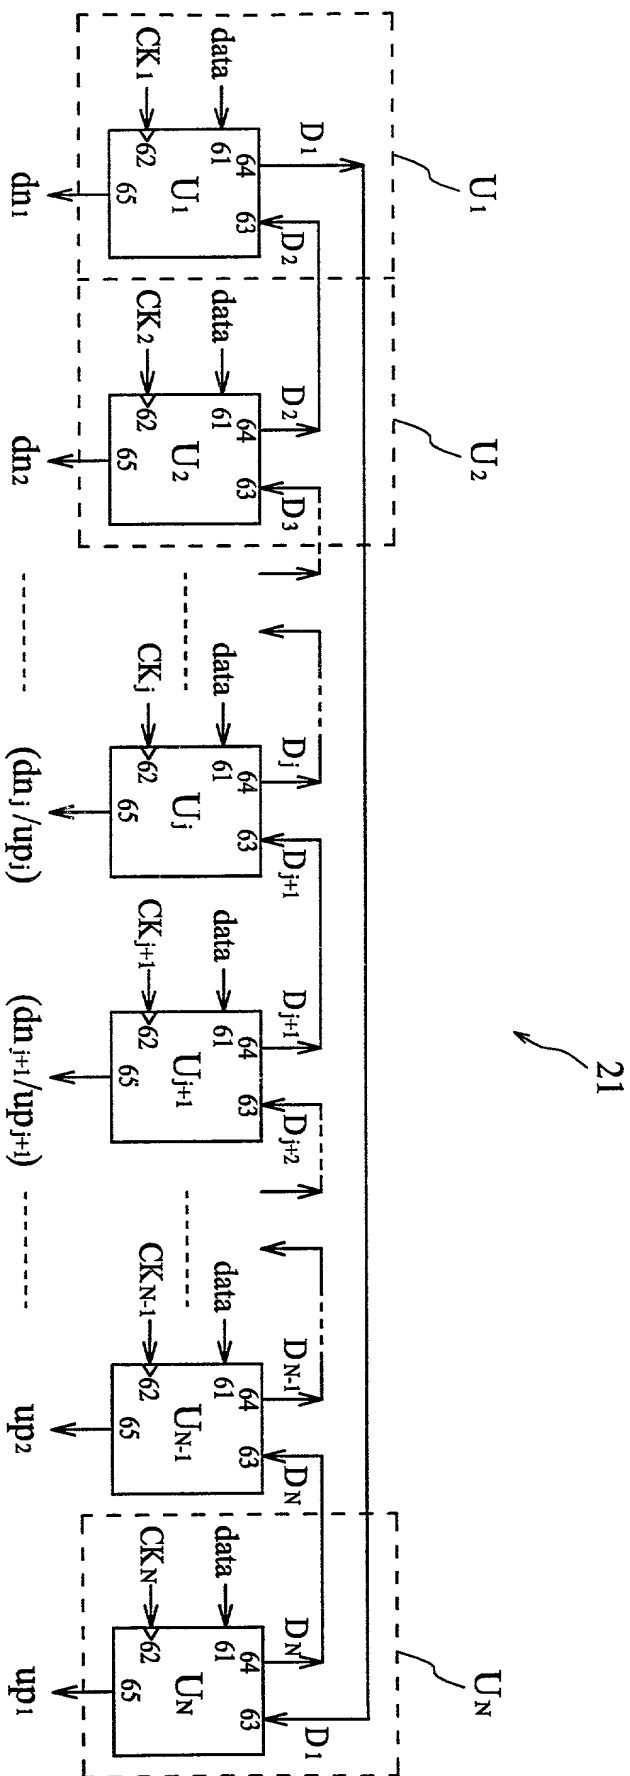 21
U1 U2 UN
D1 D2 D2 D3 Dj Dj+1 Dj+1 Dj+2 DN-1 DN DN D1
64 63 64 63 64 63 64 63 64 63 64 63
data 61 data 61 data 61 data 61 data 61 data 61
U1 U2 Uj Uj+1 UN-1 UN
CK1 62 CK2 62 CKj 62 CKj+1 62 CKN-1 62 CKN 62
65 65 65 65 65 65
dn1 dn2 (dnj/upj) (dnj+1/upj+1) up2 up1